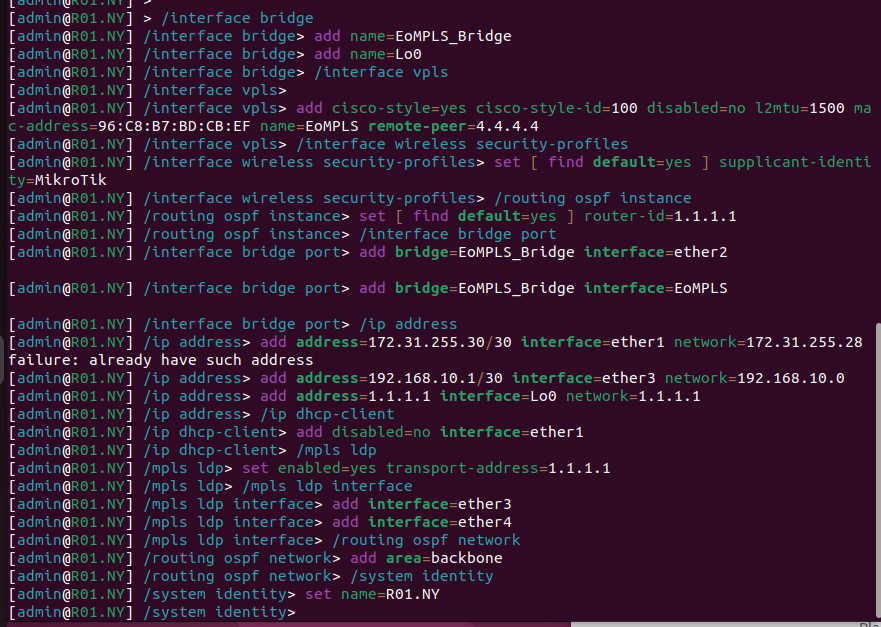 [admin@R01.NY] >
[admin@R01.NY] > /interface bridge
[admin@R01.NY] /interface bridge> add name=EoMPLS_Bridge
[admin@R01.NY] /interface bridge> add name=Lo0
[admin@R01.NY] /interface bridge> /interface vpls
[admin@R01.NY] /interface vpls>
[admin@R01.NY] /interface vpls> add cisco-style=yes cisco-style-id=100 disabled=no l2mtu=1500 ma
c-address=96:C8:B7:BD:CB:EF name=EoMPLS remote-peer=4.4.4.4
[admin@R01.NY] /interface vpls> /interface wireless security-profiles
[admin@R01.NY] /interface wireless security-profiles> set [ find default=yes ] supplicant-identi
ty=MikroTik
[admin@R01.NY] /interface wireless security-profiles> /routing ospf instance
[admin@R01.NY] /routing ospf instance> set [ find default=yes ] router-id=1.1.1.1
[admin@R01.NY] /routing ospf instance> /interface bridge port
[admin@R01.NY] /interface bridge port> add bridge=EoMPLS_Bridge interface=ether2
[admin@R01.NY] /interface bridge port> add bridge=EoMPLS_Bridge interface=EoMPLS
[admin@R01.NY] /interface bridge port> /ip address
[admin@R01.NY] /ip address> add address=172.31.255.30/30 interface=ether1 network=172.31.255.28
failure: already have such address
[admin@R01.NY] /ip address> add address=192.168.10.1/30 interface=ether3 network=192.168.10.0
[admin@R01.NY] /ip address> add address=1.1.1.1 interface=Lo0 network=1.1.1.1
[admin@R01.NY] /ip address> /ip dhcp-client
[admin@R01.NY] /ip dhcp-client> add disabled=no interface=ether1
[admin@R01.NY] /ip dhcp-client> /mpls ldp
[admin@R01.NY] /mpls ldp> set enabled=yes transport-address=1.1.1.1
[admin@R01.NY] /mpls ldp> /mpls ldp interface
[admin@R01.NY] /mpls ldp interface> add interface=ether3
[admin@R01.NY] /mpls ldp interface> add interface=ether4
[admin@R01.NY] /mpls ldp interface> /routing ospf network
[admin@R01.NY] /routing ospf network> add area=backbone
[admin@R01.NY] /routing ospf network> /system identity
[admin@R01.NY] /system identity> set name=R01.NY
[admin@R01.NY] /system identity>